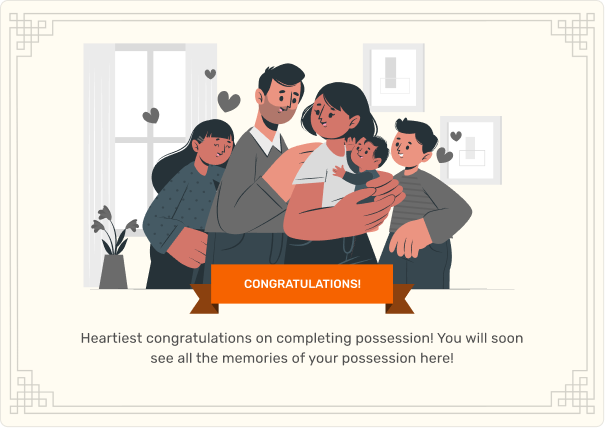 CONGRATULATIONS!
Heartiest congratulations on completing possession! You will soon
see all the memories of your possession here!